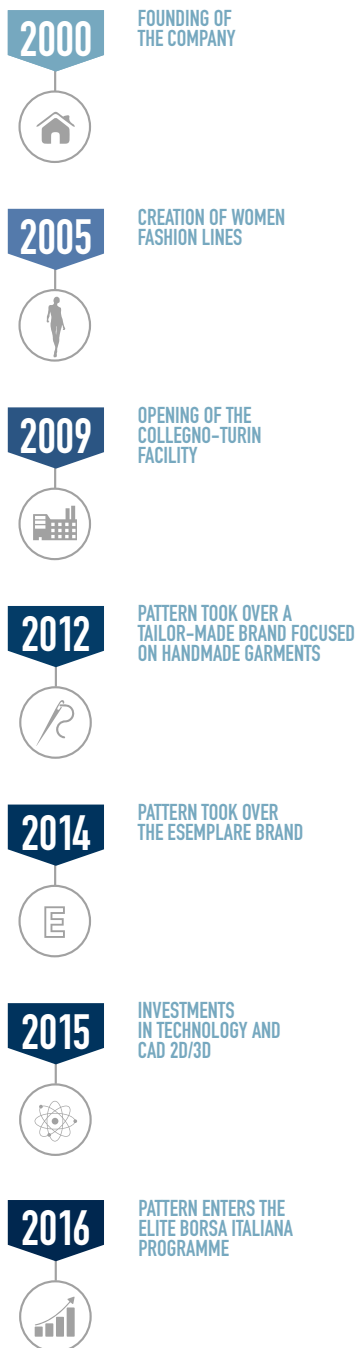 2000
FOUNDING OF
THE COMPANY
2005
CREATION OF WOMEN
FASHION LINES
2009
OPENING OF THE
COLLEGNO-TURIN
FACILITY
2012
PATTERN TOOK OVER A
TAILOR-MADE BRAND FOCUSED
ON HANDMADE GARMENTS
2014
PATTERN TOOK OVER
THE ESEMPLARE BRAND
E
2015
INVESTMENTS
IN TECHNOLOGY AND
CAD 2D/3D
2016
PATTERN ENTERS THE
ELITE BORSA ITALIANA
PROGRAMME